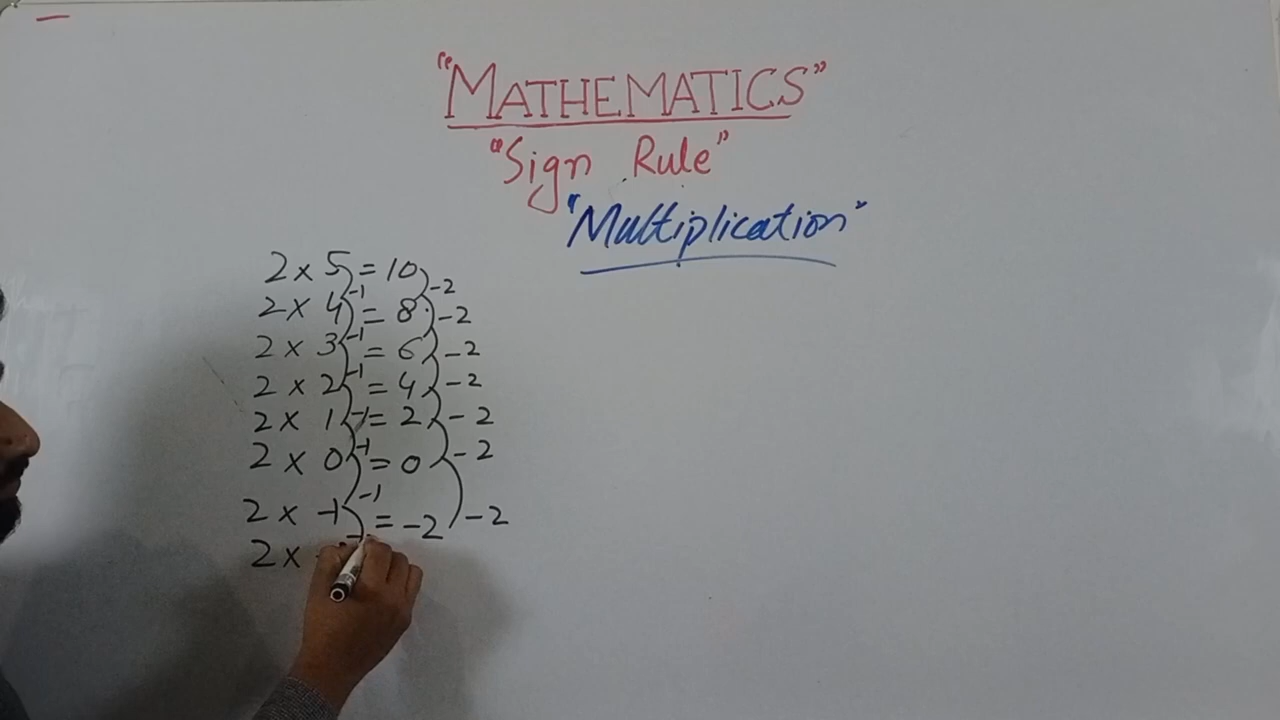 "MATHEMATICS"
"Sign Rule"
"Multiplication"
2 x 5 = 10
-1 -2
2 x 4 = 8
-1 -2
2 x 3 = 6
-1 -2
2 x 2 = 4
-1 -2
2 x 1 = 2
-1 -2
2 x 0 = 0
-1 -2
2 x -1 = -2
2 x